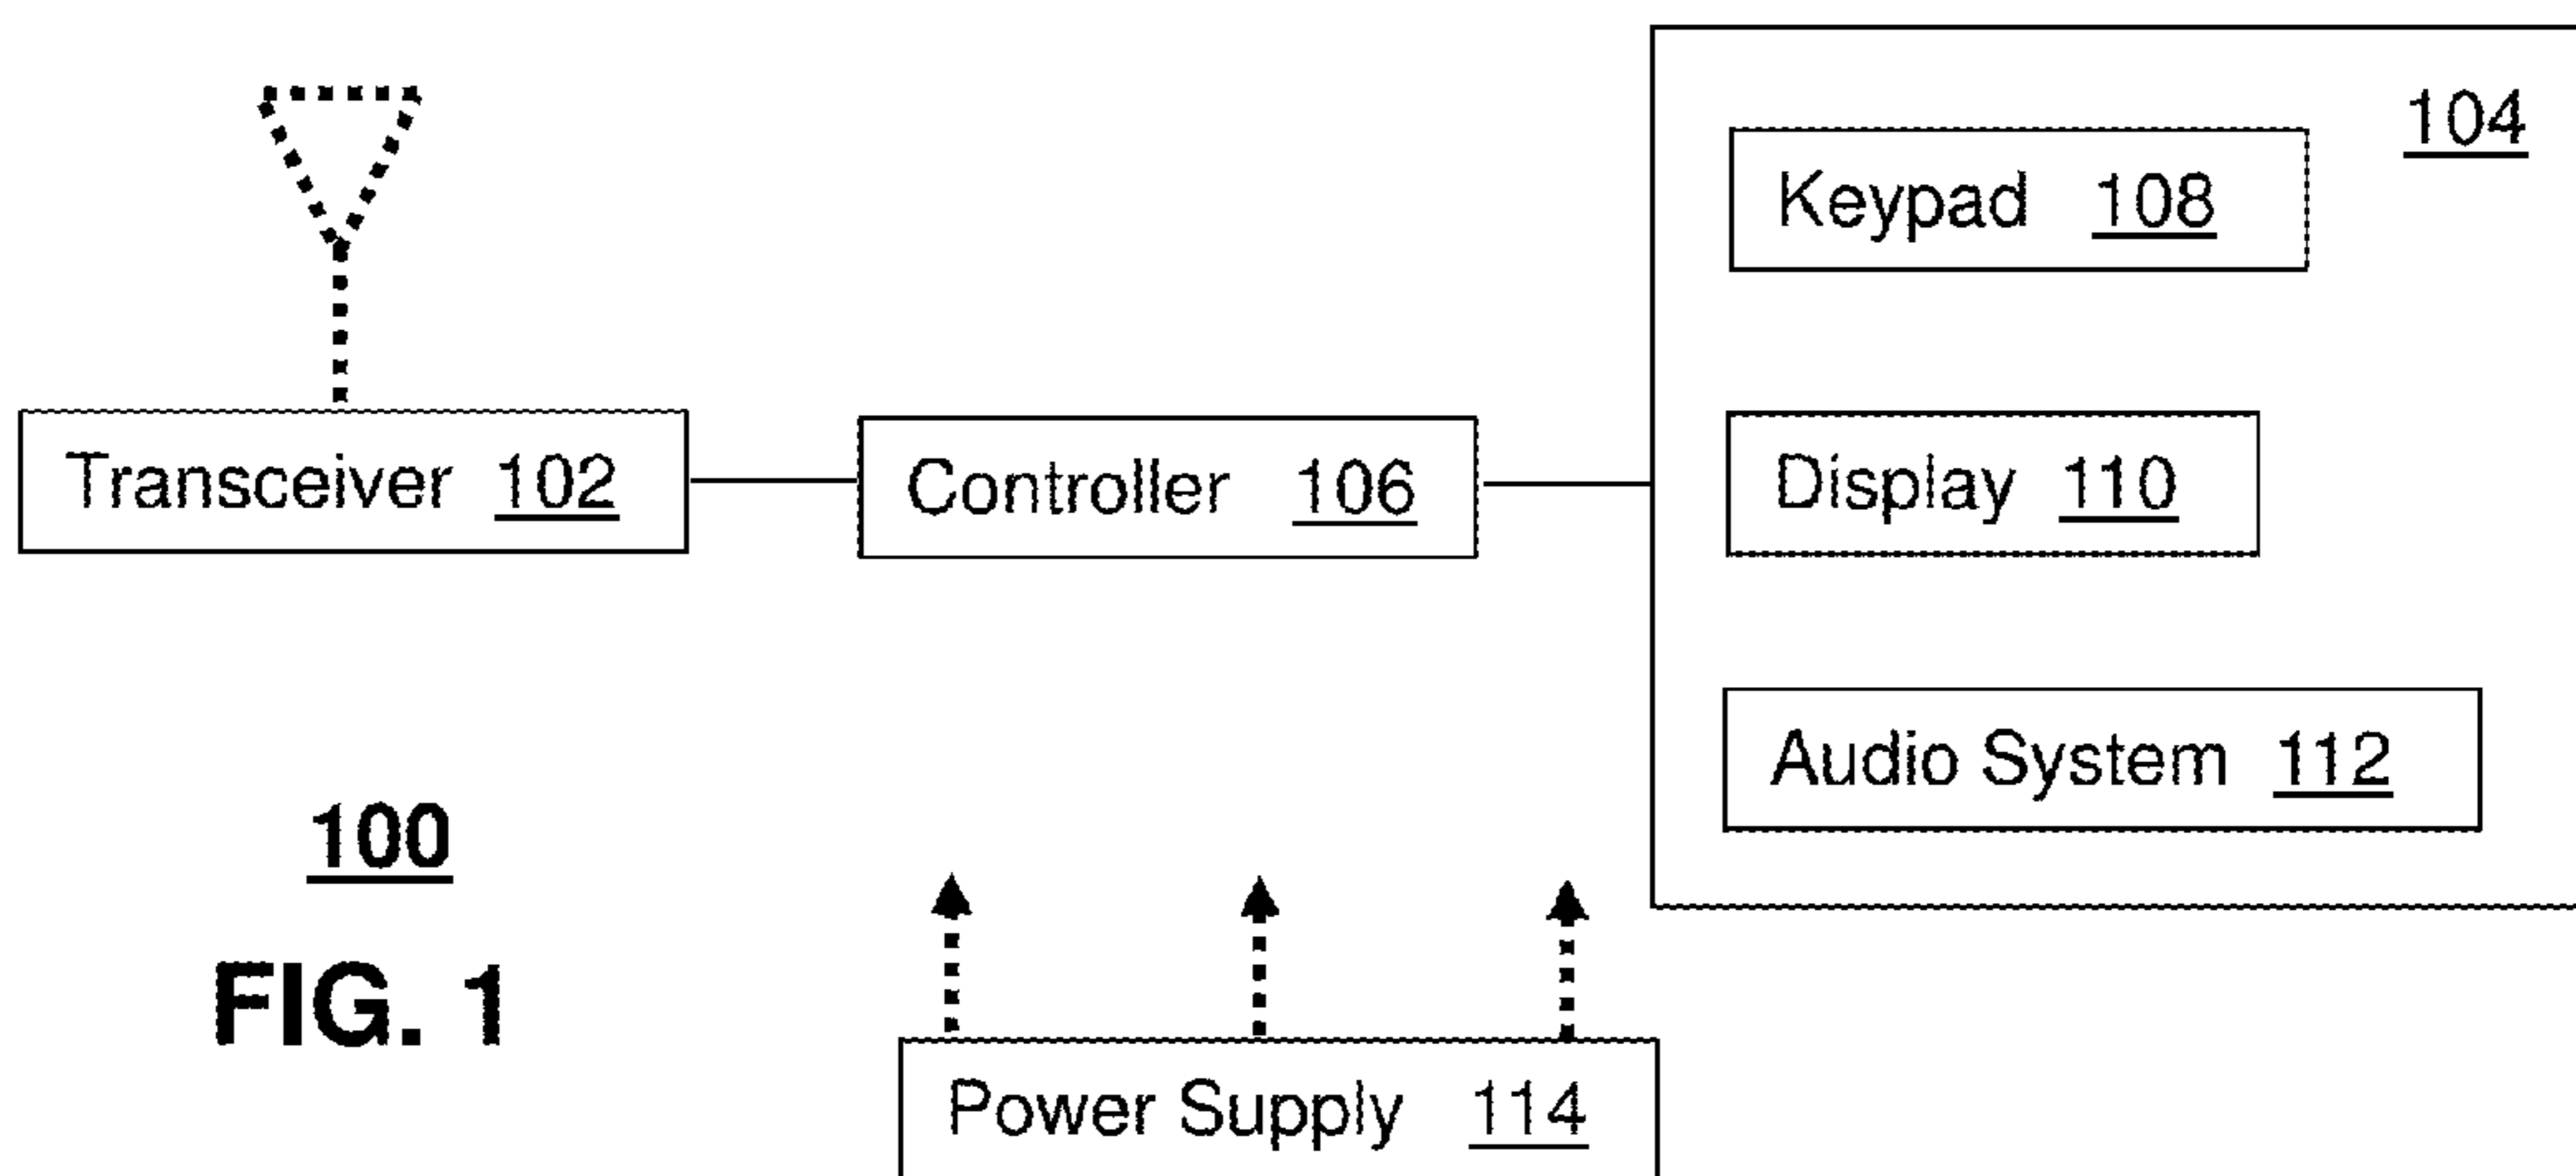 104
Keypad 108
Transceiver 102
Controller 106
Display 110
Audio System 112
100
FIG. 1
Power Supply 114